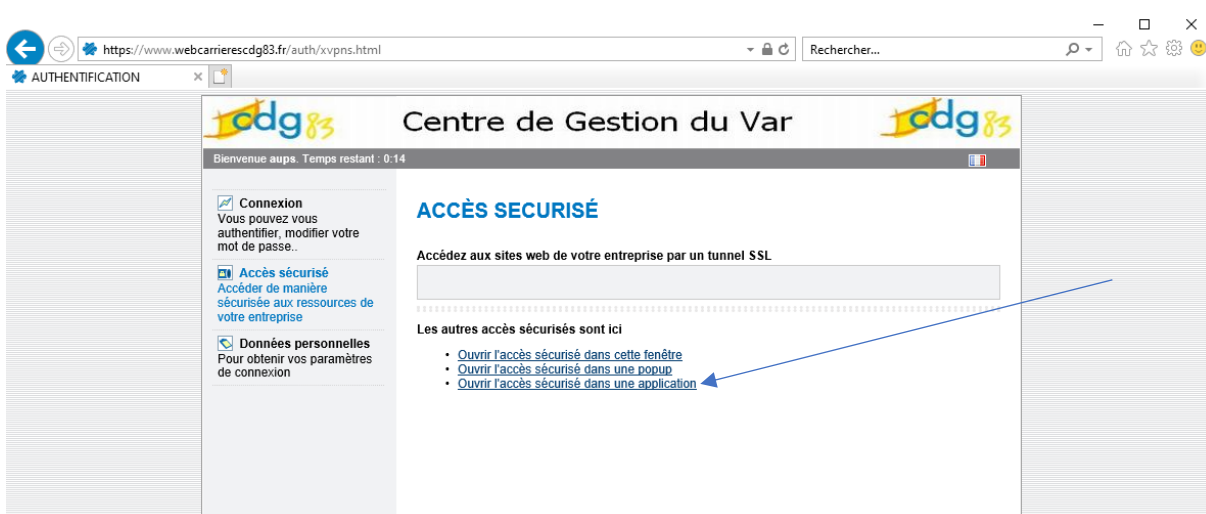 https://www.webcarrierescdg83.fr/auth/xvpns.html
Rechercher...
AUTHENTIFICATION
cdg83
Centre de Gestion du Var
cdg83
Bienvenue aups. Temps restant : 0:14
Connexion
Vous pouvez vous
authentifier, modifier votre
mot de passe..
Accès sécurisé
Accéder de manière
sécurisée aux ressources de
votre entreprise
Données personnelles
Pour obtenir vos paramètres
de connexion
ACCÈS SECURISÉ
Accédez aux sites web de votre entreprise par un tunnel SSL
Les autres accès sécurisés sont ici
• Ouvrir l'accès sécurisé dans cette fenêtre
• Ouvrir l'accès sécurisé dans une popup
• Ouvrir l'accès sécurisé dans une application